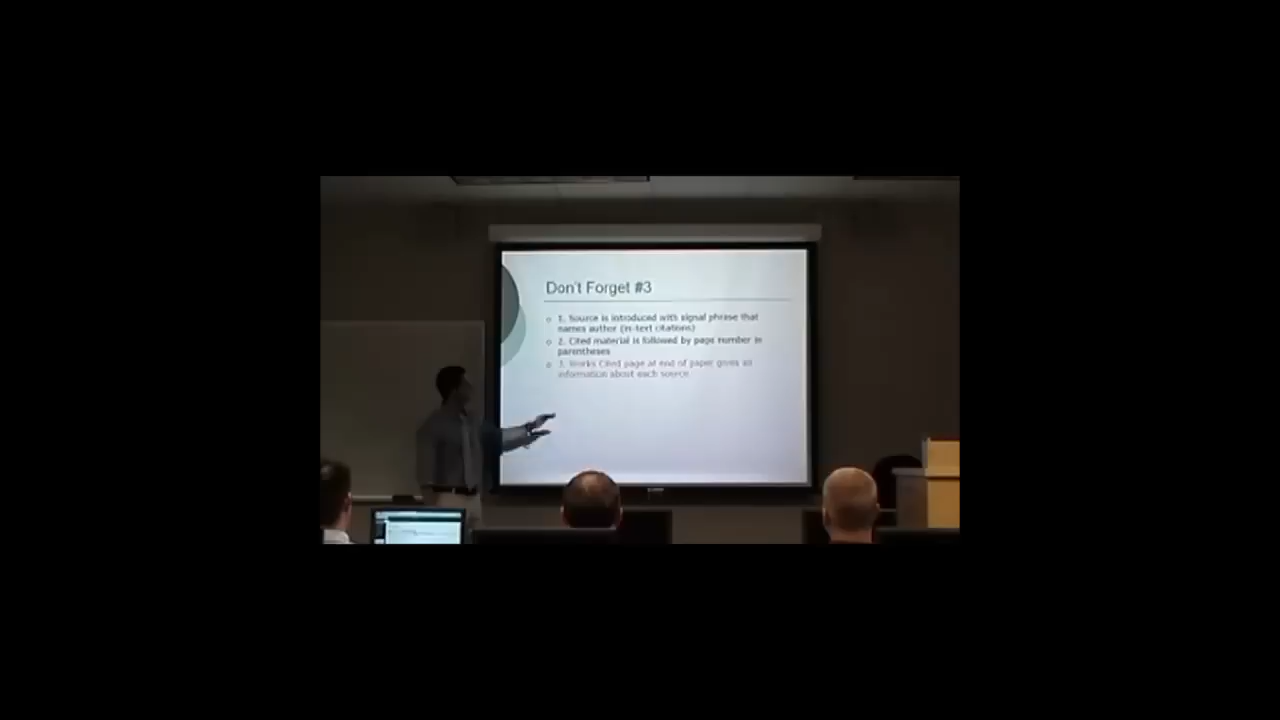 Don't Forget #3
1. Source is introduced with signal phrase that
names author (in-text citations)
2. Cited material is followed by page number in
parentheses
3. Works Cited page at end of paper gives
information about each source